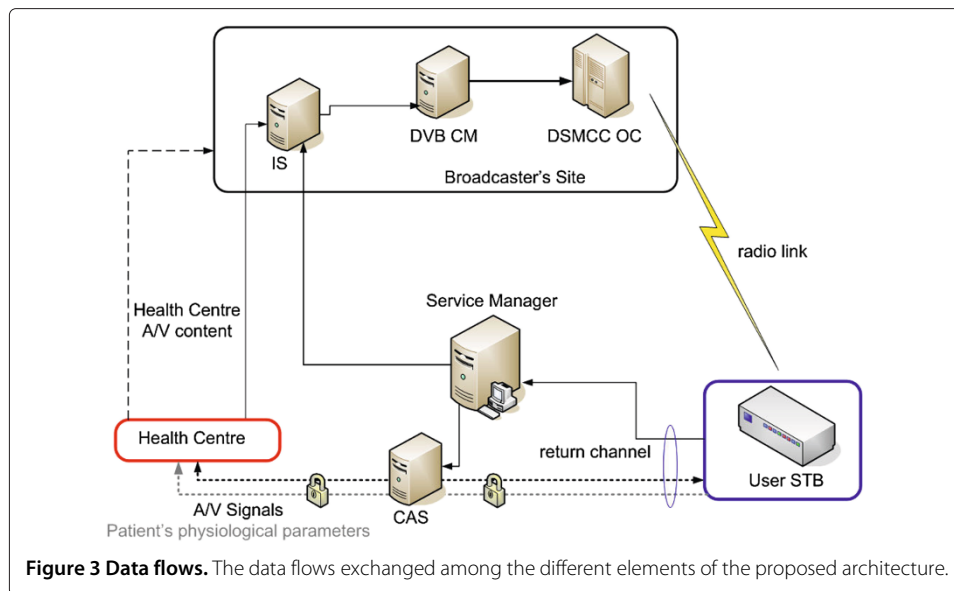 IS
DVB CM
DSMCC OC
Broadcaster's Site
radio link
Health Centre
A/V content
Service Manager
Health Centre
return channel
User STB
A/V Signals
CAS
Patient's physiological parameters
Figure 3 Data flows. The data flows exchanged among the different elements of the proposed architecture.